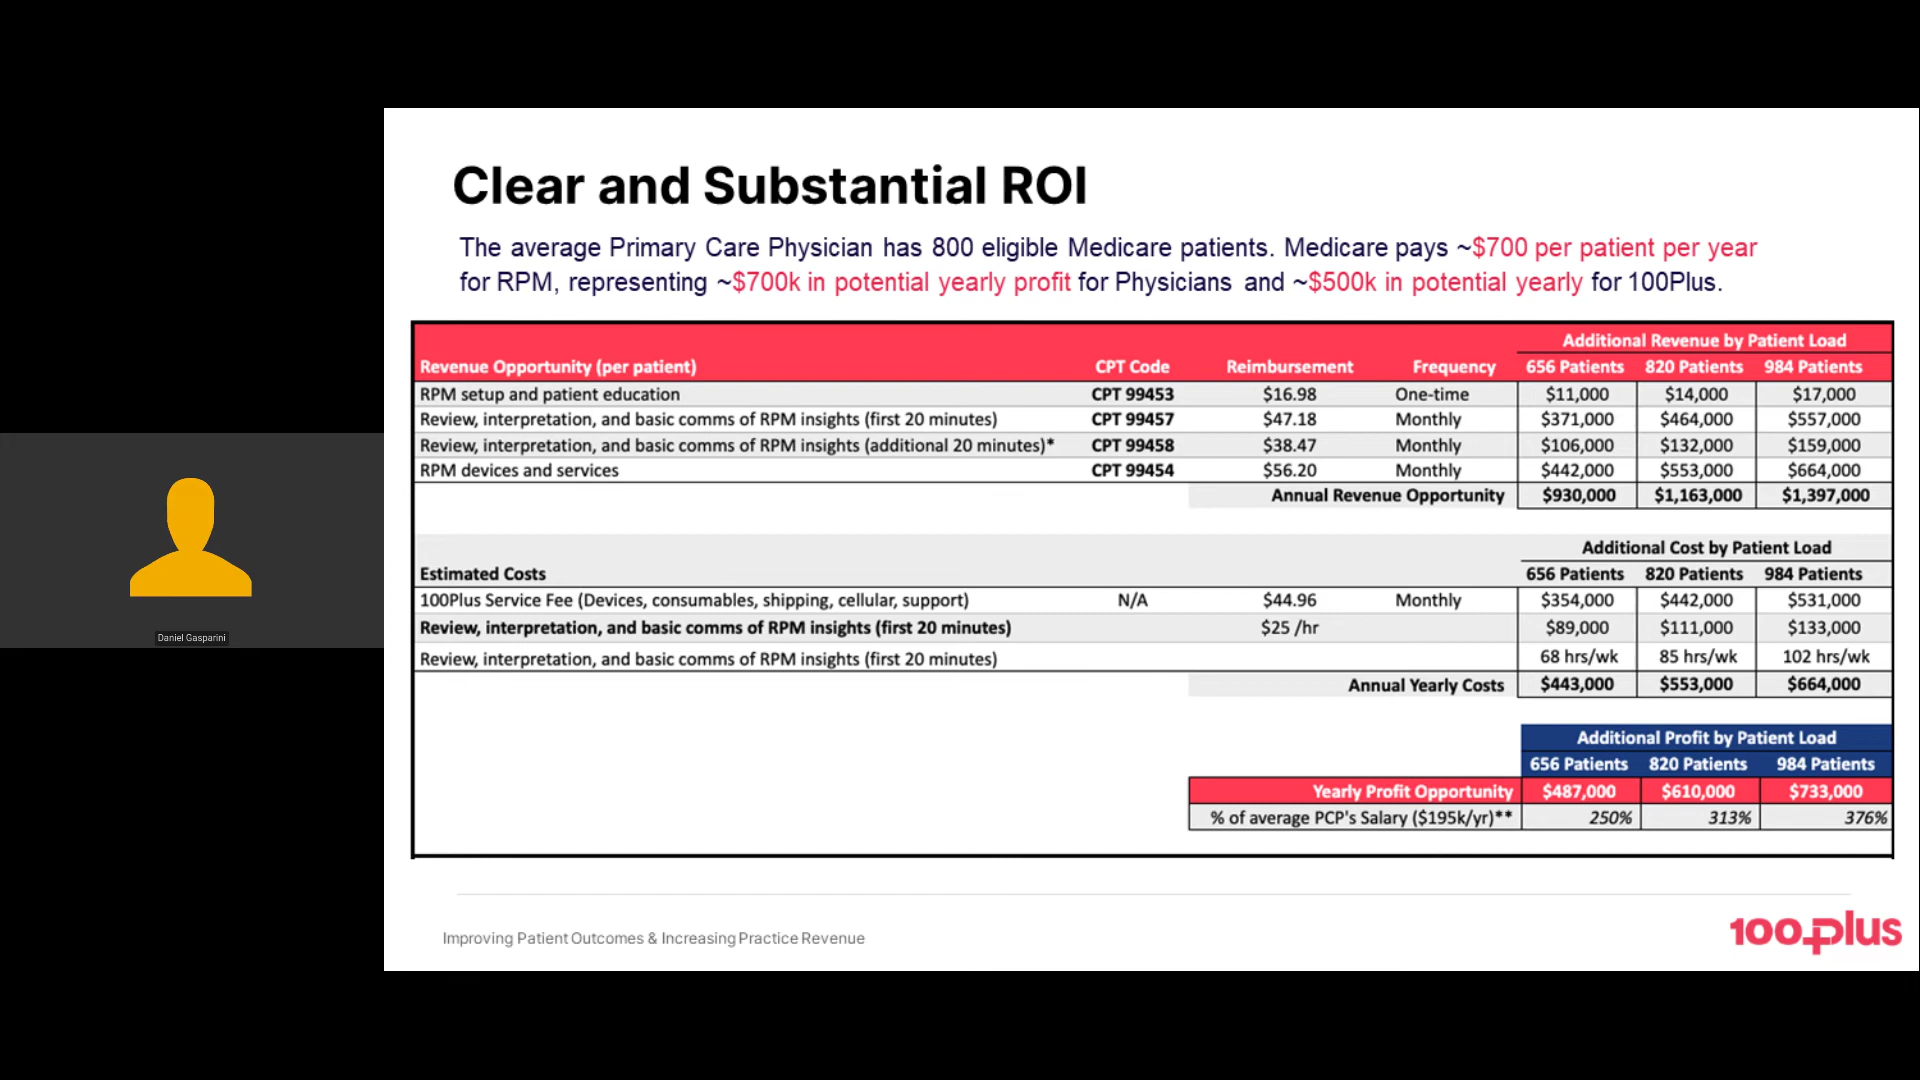 Clear and Substantial ROI
The average Primary Care Physician has 800 eligible Medicare patients. Medicare pays ~$700 per patient per year
for RPM, representing ~$700k in potential yearly profit for Physicians and ~$500k in potential yearly for 100Plus.
Additional Revenue by Patient Load
Revenue Opportunity (per patient) CPT Code Reimbursement Frequency 656 Patients 820 Patients 984 Patients
RPM setup and patient education CPT 99453 $16.98 One-time $11,000 $14,000 $17,000
Review, interpretation, and basic comms of RPM insights (first 20 minutes) CPT 99457 $47.18 Monthly $371,000 $464,000 $557,000
Review, interpretation, and basic comms of RPM insights (additional 20 minutes)* CPT 99458 $38.47 Monthly $106,000 $132,000 $159,000
RPM devices and services CPT 99454 $56.20 Monthly $442,000 $553,000 $664,000
Annual Revenue Opportunity $930,000 $1,163,000 $1,397,000
Additional Cost by Patient Load
Estimated Costs 656 Patients 820 Patients 984 Patients
100Plus Service Fee (Devices, consumables, shipping, cellular, support) N/A $44.96 Monthly $354,000 $442,000 $531,000
Review, interpretation, and basic comms of RPM insights (first 20 minutes) $25 /hr $89,000 $111,000 $133,000
Review, interpretation, and basic comms of RPM insights (first 20 minutes) 68 hrs/wk 85 hrs/wk 102 hrs/wk
Annual Yearly Costs $443,000 $553,000 $664,000
Additional Profit by Patient Load
656 Patients 820 Patients 984 Patients
Yearly Profit Opportunity $487,000 $610,000 $733,000
% of average PCP's Salary ($195k/yr)** 250% 313% 376%
Daniel Gasparini
Improving Patient Outcomes & Increasing Practice Revenue
100plus